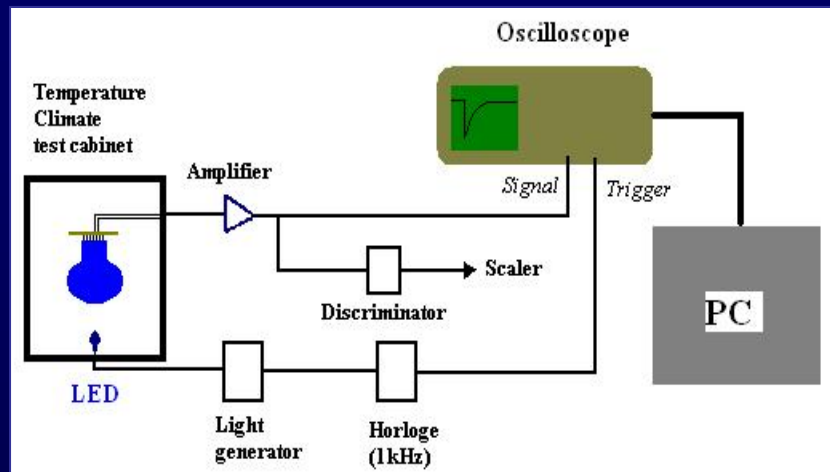 Oscilloscope
Temperature
Climate
test cabinet
Amplifier
Signal
Trigger
Scaler
Discriminator
PC
LED
Light
generator
Horloge
(1kHz)